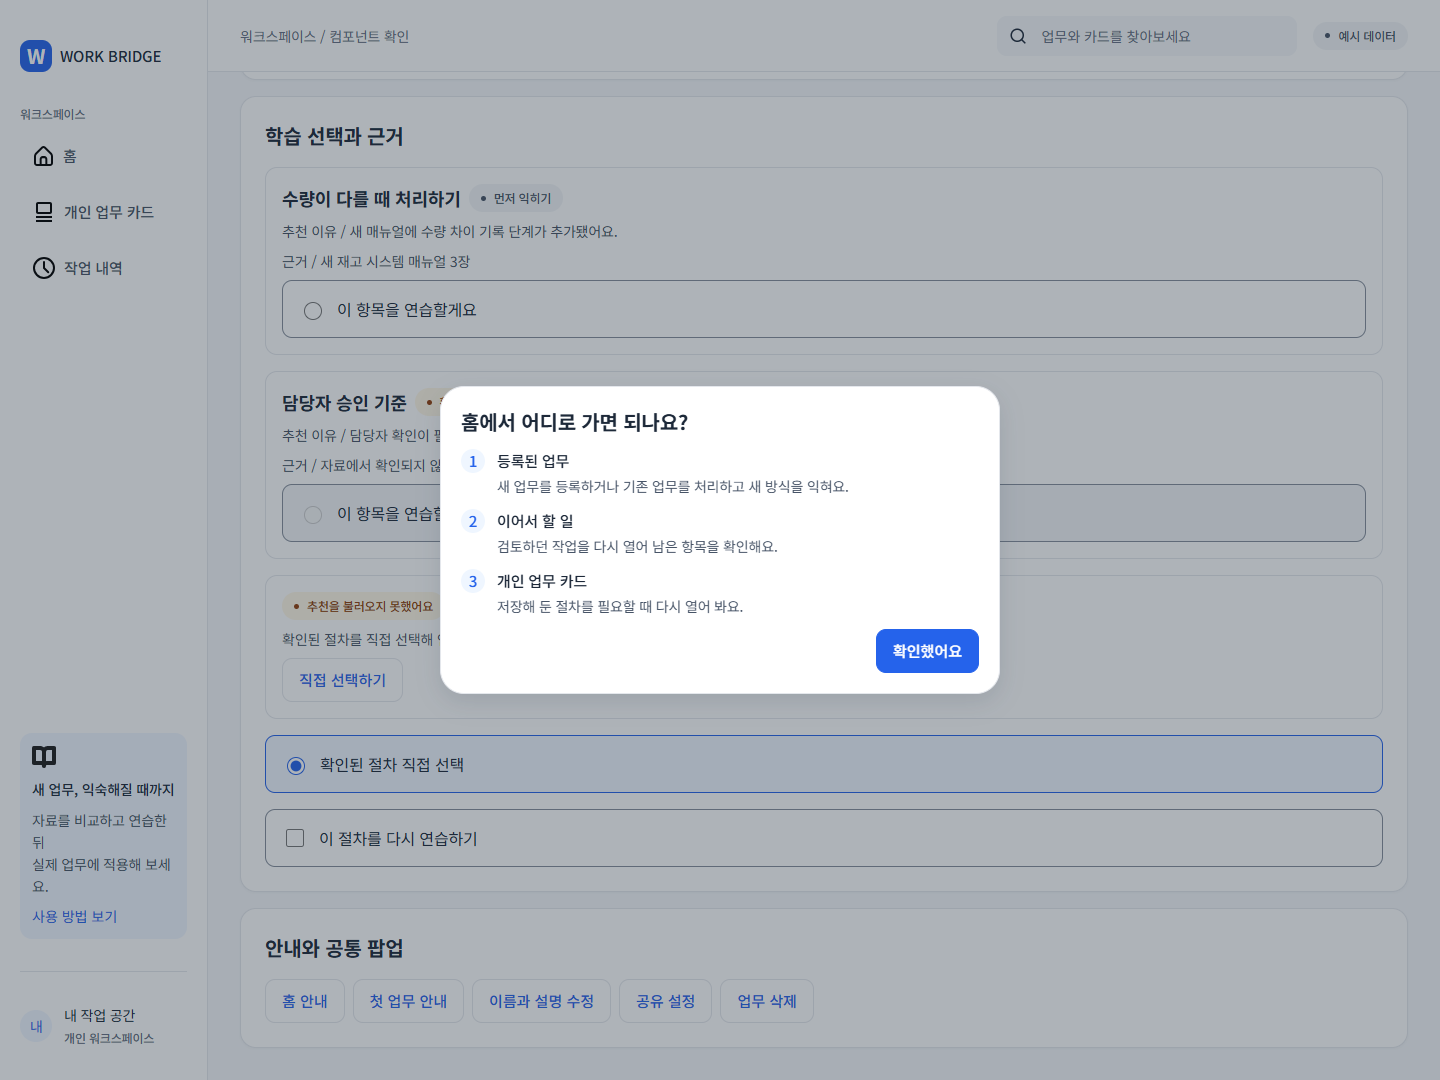 W WORK BRIDGE
워크스페이스
홈
개인 업무 카드
작업 내역
새 업무, 익숙해질 때까지
자료를 비교하고 연습한
뒤
실제 업무에 적용해 보세
요.
사용 방법 보기
내
내 작업 공간
개인 워크스페이스
워크스페이스 / 컴포넌트 확인
업무와 카드를 찾아보세요
예시 데이터
학습 선택과 근거
수량이 다를 때 처리하기
먼저 익히기
추천 이유 / 새 매뉴얼에 수량 차이 기록 단계가 추가됐어요.
근거 / 새 재고 시스템 매뉴얼 3장
이 항목을 연습할게요
담당자 승인 기준
추천 이유 / 담당자 확인이
근거 / 자료에서 확인되지
이 항목을
추천을 불러오지 못했어요
확인된 절차를 직접 선택해
직접 선택하기
확인된 절차 직접 선택
이 절차를 다시 연습하기
안내와 공통 팝업
홈 안내
첫 업무 안내
이름과 설명 수정
공유 설정
업무 삭제
홈에서 어디로 가면 되나요?
1 등록된 업무
새 업무를 등록하거나 기존 업무를 처리하고 새 방식을 익혀요.
2 이어서 할 일
검토하던 작업을 다시 열어 남은 항목을 확인해요.
3 개인 업무 카드
저장해 둔 절차를 필요할 때 다시 열어 봐요.
확인했어요